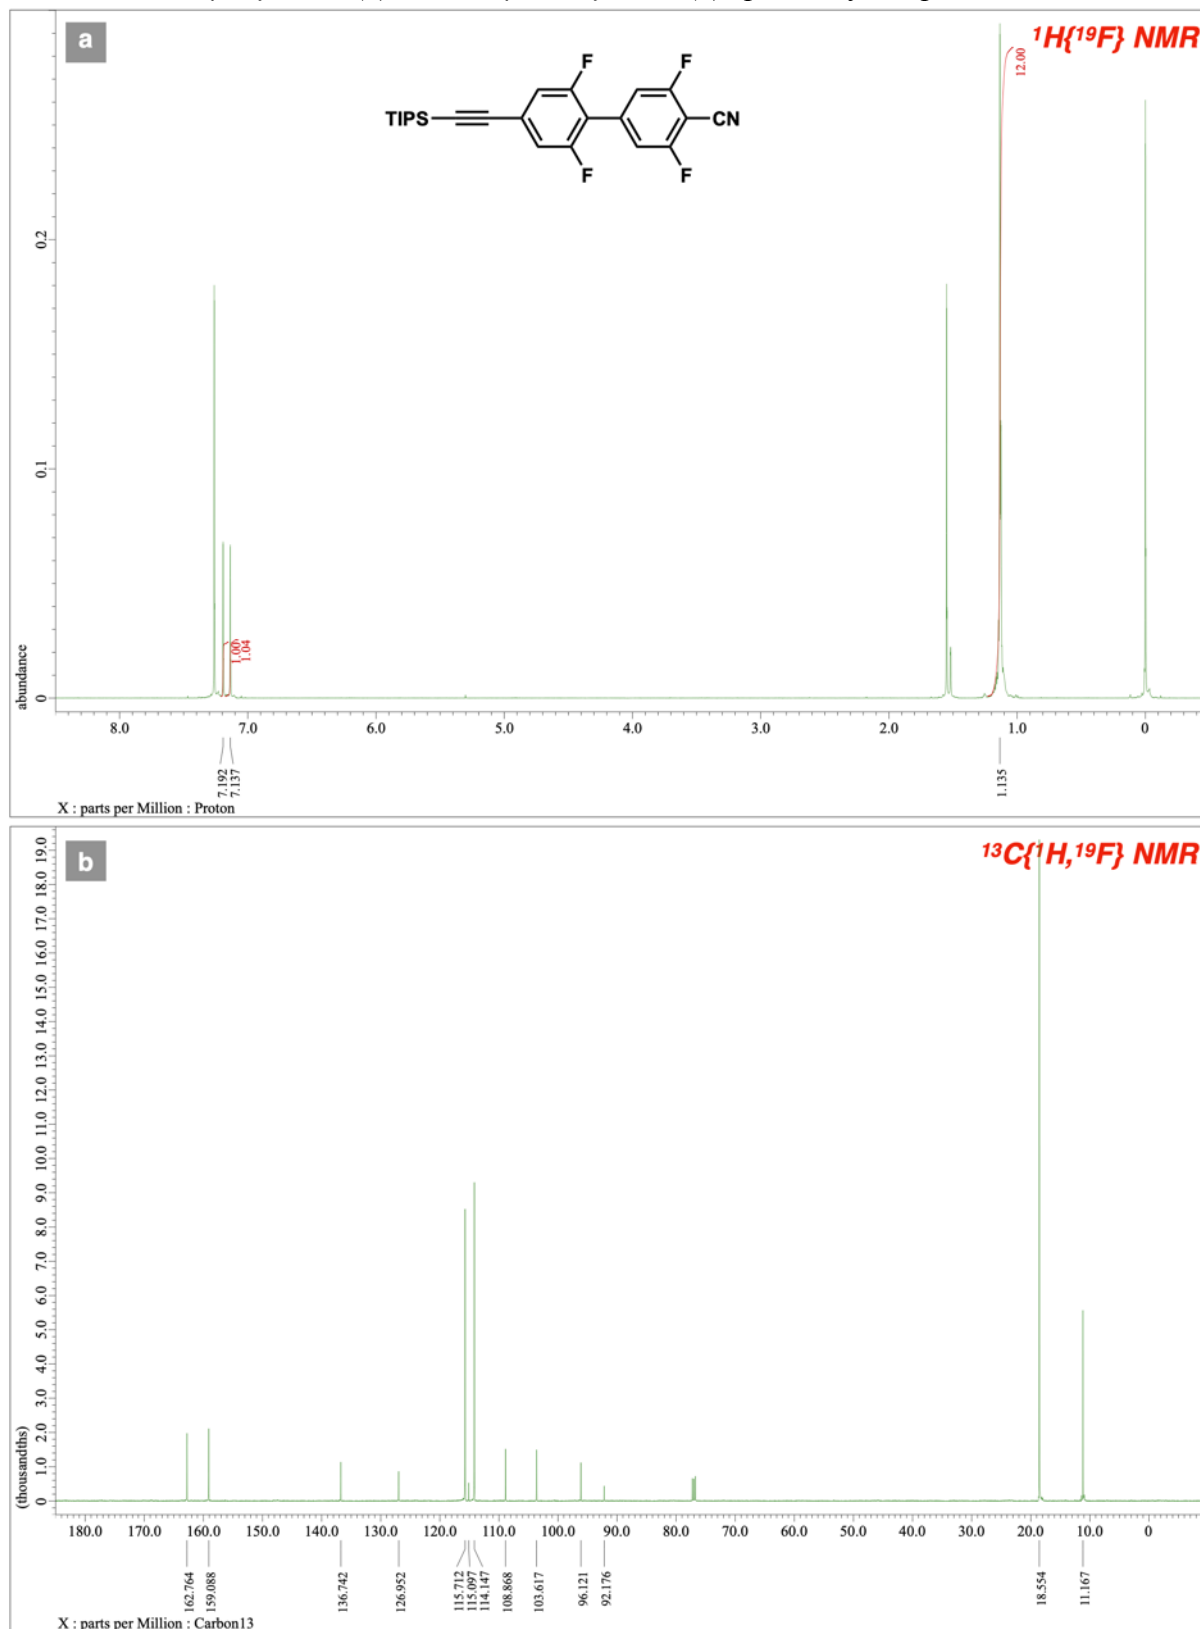 a
¹H{¹⁹F} NMR
12.00
F
F
TIPS
CN
F
F
0.2
0.1
0
abundance
1.00
1.04
8.0 7.0 6.0 5.0 4.0 3.0 2.0 1.0 0
7.192
7.137
1.135
X : parts per Million : Proton
b
¹³C{¹H,¹⁹F} NMR
19.0
18.0
17.0
16.0
15.0
14.0
13.0
12.0
11.0
10.0
9.0
8.0
7.0
6.0
5.0
4.0
3.0
2.0
1.0
0
(thousandths)
180.0 170.0 160.0 150.0 140.0 130.0 120.0 110.0 100.0 90.0 80.0 70.0 60.0 50.0 40.0 30.0 20.0 10.0 0
162.764
159.088
136.742
126.952
115.712
115.097
114.147
108.868
103.617
96.121
92.176
18.554
11.167
X : parts per Million : Carbon13